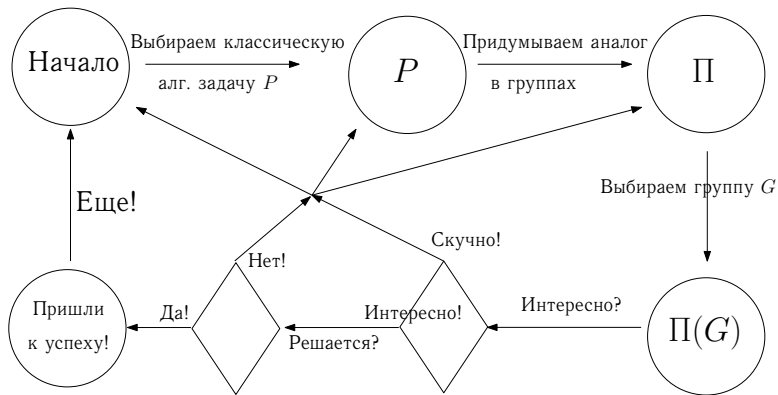 Начало
Выбираем классическую
алг. задачу P
P
Придумываем аналог
в группах
П
Выбираем группу G
Еще!
Скучно!
Нет!
Пришли
к успеху!
Да!
Решается?
Интересно!
Интересно?
П(G)